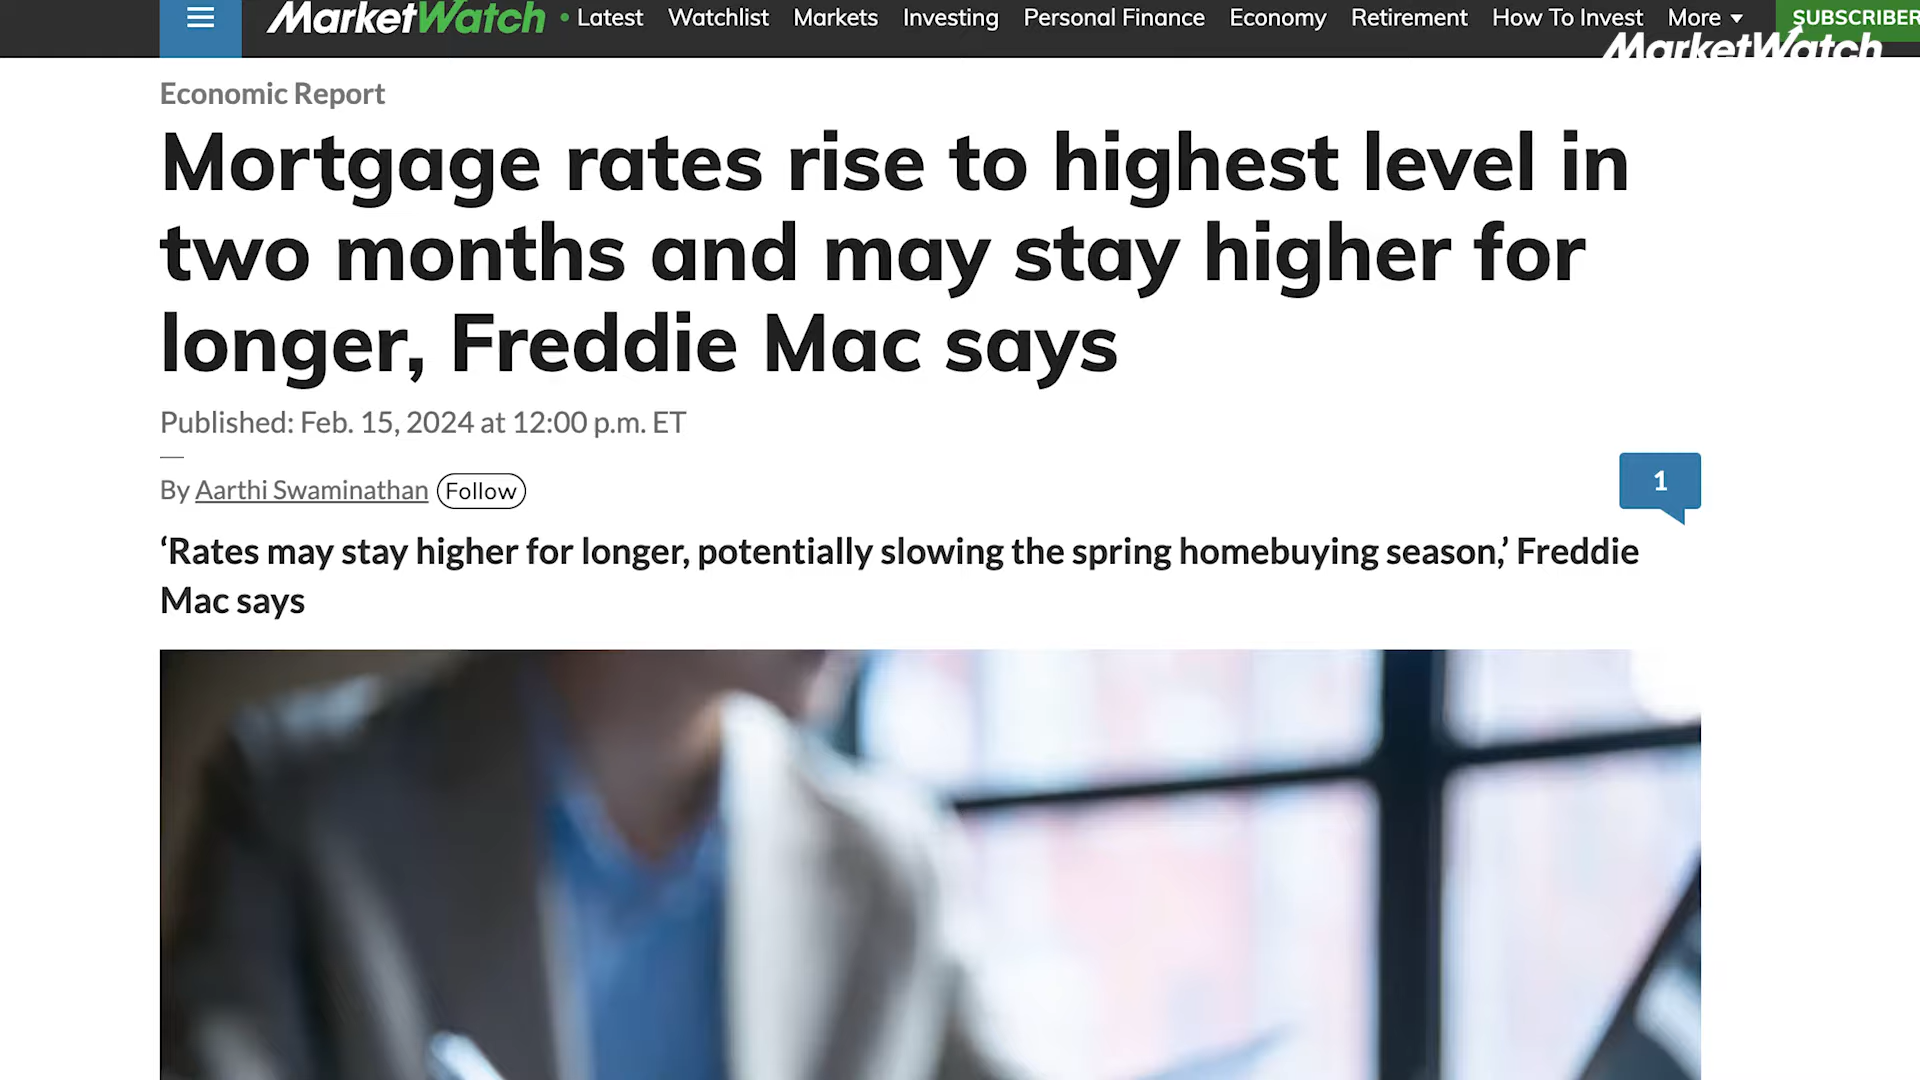 MarketWatch • Latest Watchlist Markets Investing Personal Finance Economy Retirement How To Invest More SUBSCRIBER
MarketWatch
Economic Report
Mortgage rates rise to highest level in
two months and may stay higher for
longer, Freddie Mac says
Published: Feb. 15, 2024 at 12:00 p.m. ET
By Aarthi Swaminathan Follow
1
‘Rates may stay higher for longer, potentially slowing the spring homebuying season,’ Freddie
Mac says